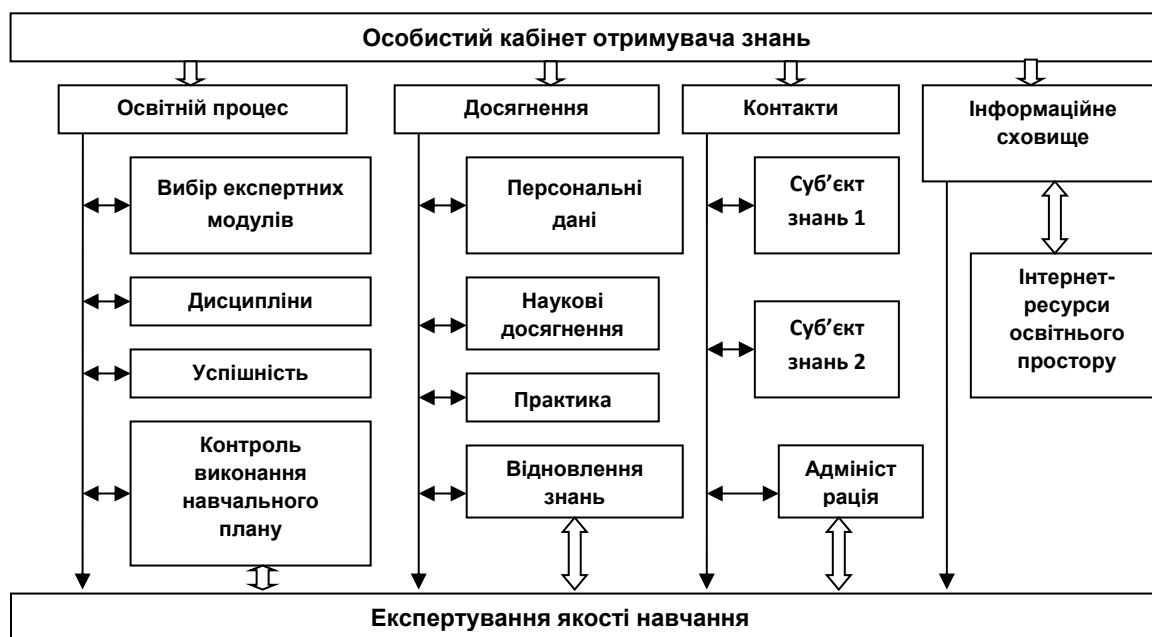 Особистий кабінет отримувача знань
Освітній процес
Досягнення
Контакти
Інформаційне
сховище
Вибір експертних
модулів
Дисципліни
Успішність
Контроль
виконання
навчального
плану
Персональні
дані
Наукові
досягнення
Практика
Відновлення
знань
Суб’єкт
знань 1
Суб’єкт
знань 2
Адмініст
рація
Інтернет-
ресурси
освітнього
простору
Експертування якості навчання